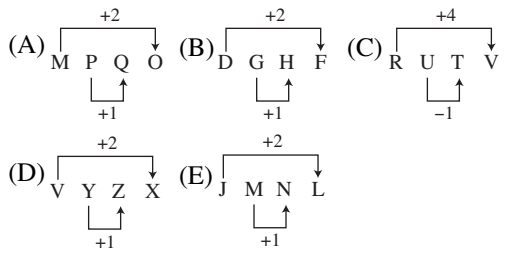 +2 +2 +4
(A) M P Q O (B) D G H F (C) R U T V
+1 +1 −1
+2 +2
(D) V Y Z X (E) J M N L
+1 +1